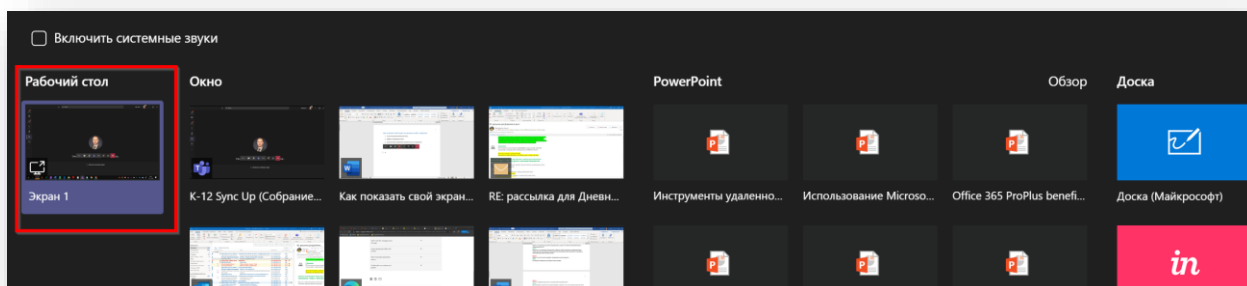 Включить системные звуки
Рабочий стол
Окно
PowerPoint
Обзор
Доска
Экран 1
K-12 Sync Up (Собрание...
Как показать свой экран...
RE: рассылка для Дневн...
Инструменты удаленно...
Использование Microso...
Office 365 ProPlus benefi...
Доска (Майкрософт)
in